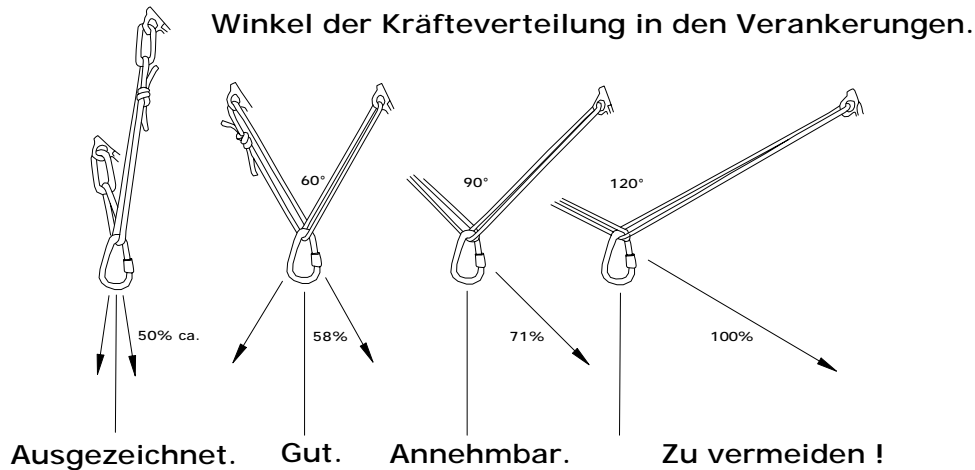 Winkel der Kräfteverteilung in den Verankerungen.
60°
90°
120°
50% ca.
58%
71%
100%
Ausgezeichnet.
Gut.
Annehmbar.
Zu vermeiden !